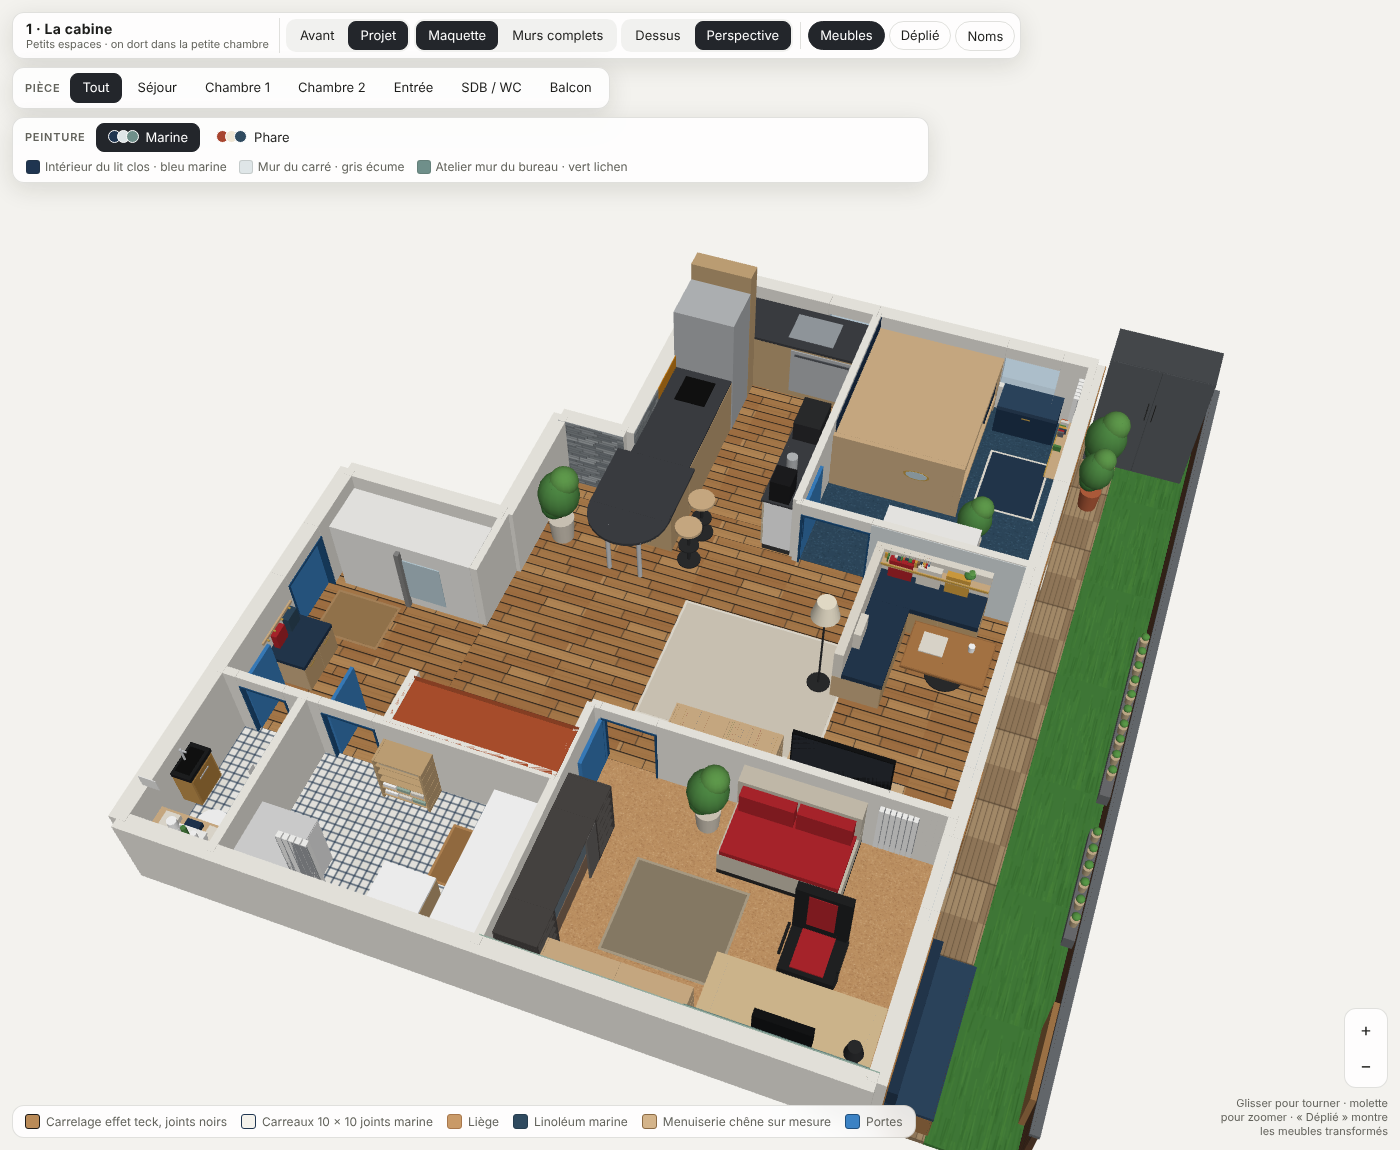 1 · La cabine
Petits espaces · on dort dans la petite chambre
Avant Projet Maquette Murs complets Dessus Perspective Meubles Déplié Noms
PIÈCE Tout Séjour Chambre 1 Chambre 2 Entrée SDB / WC Balcon
PEINTURE Marine Phare
Intérieur du lit clos · bleu marine Mur du carré · gris écume Atelier mur du bureau · vert lichen
+
−
Glisser pour tourner · molette
pour zoomer · « Déplié » montre
les meubles transformés
Carrelage effet teck, joints noirs Carreaux 10 × 10 joints marine Liège Linoléum marine Menuiserie chêne sur mesure Portes